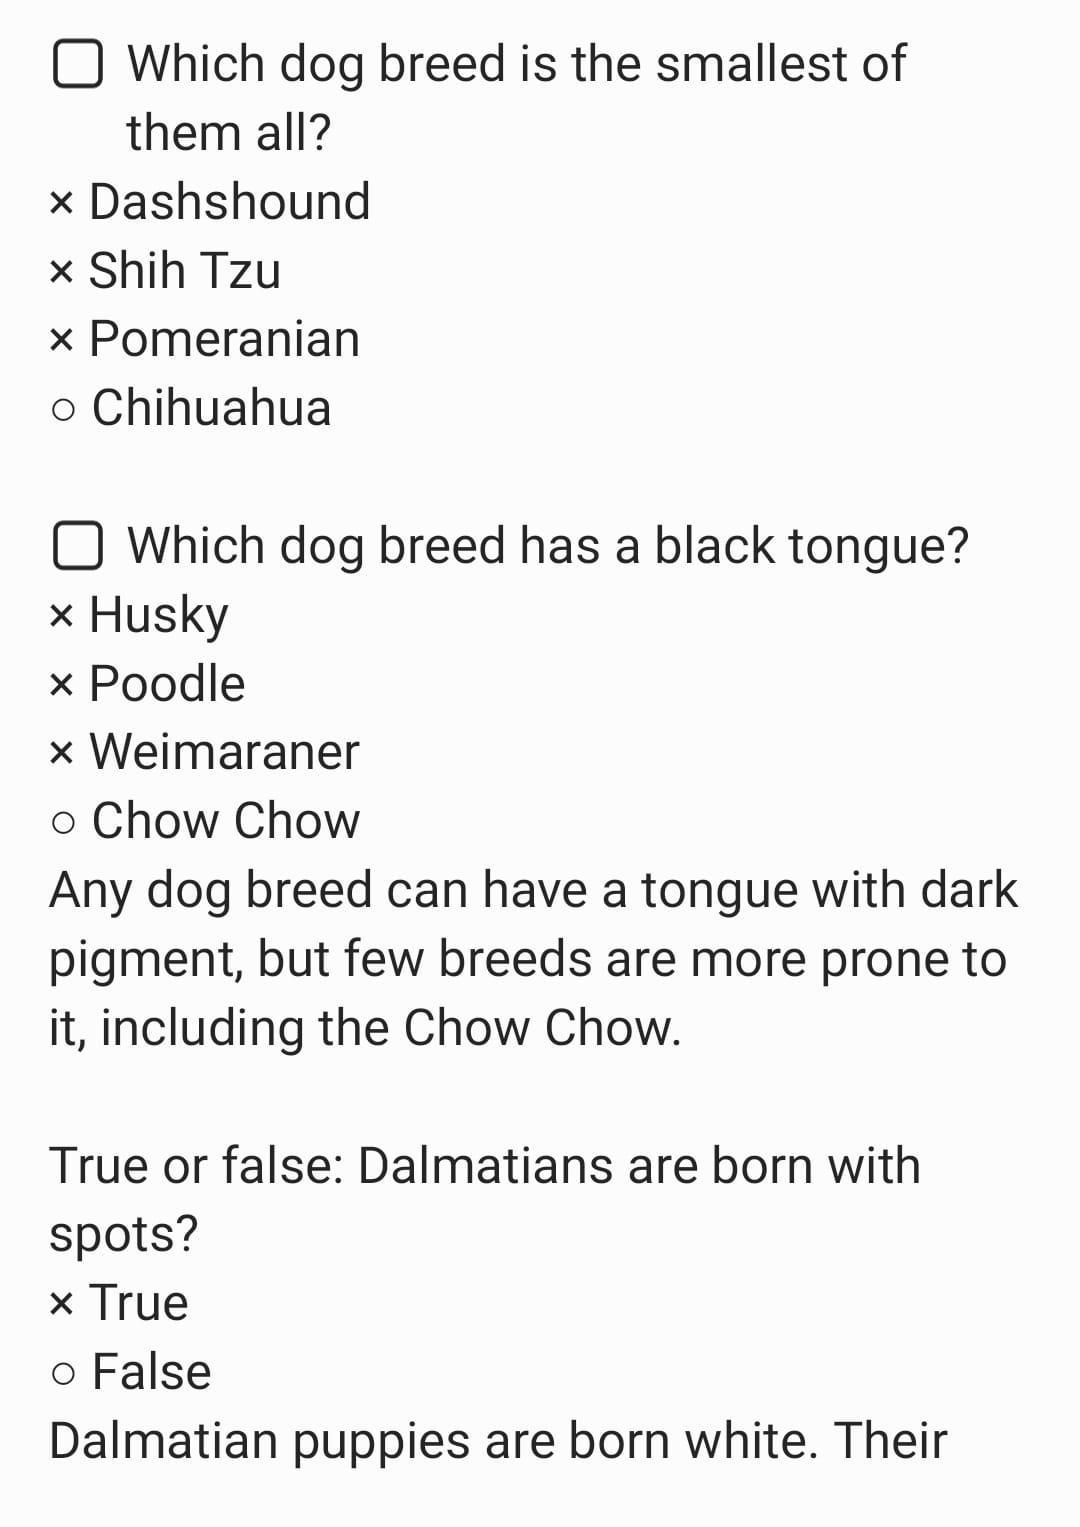 ☐ Which dog breed is the smallest of
them all?
× Dashshound
× Shih Tzu
× Pomeranian
○ Chihuahua

☐ Which dog breed has a black tongue?
× Husky
× Poodle
× Weimaraner
○ Chow Chow
Any dog breed can have a tongue with dark
pigment, but few breeds are more prone to
it, including the Chow Chow.

True or false: Dalmatians are born with
spots?
× True
○ False
Dalmatian puppies are born white. Their